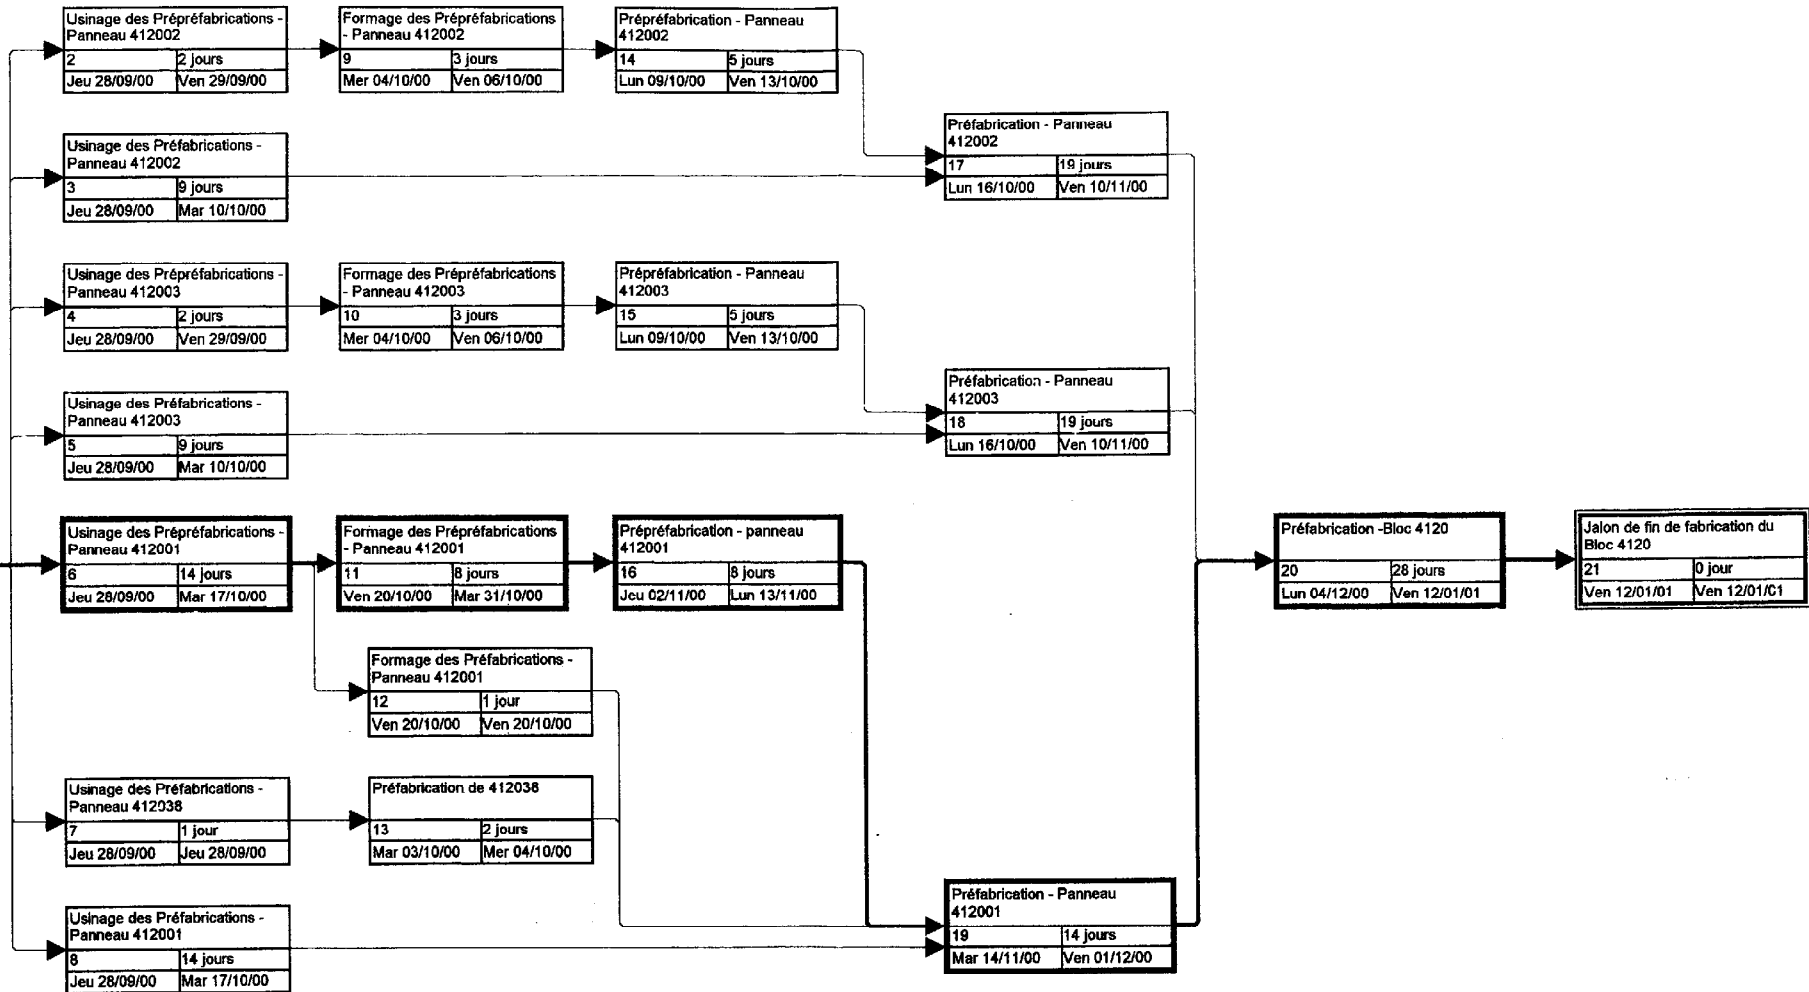 Usinage des Prépréfabrications -
Panneau 412002
2 2 jours
Jeu 28/09/00 Ven 29/09/00
Formage des Prépréfabrications
- Panneau 412002
9 3 jours
Mer 04/10/00 Ven 06/10/00
Prépréfabrication - Panneau
412002
14 5 jours
Lun 09/10/00 Ven 13/10/00
Préfabrication - Panneau
412002
17 19 jours
Lun 16/10/00 Ven 10/11/00
Usinage des Préfabrications -
Panneau 412002
3 9 jours
Jeu 28/09/00 Mar 10/10/00
Usinage des Prépréfabrications -
Panneau 412003
4 2 jours
Jeu 28/09/00 Ven 29/09/00
Formage des Prépréfabrications
- Panneau 412003
10 3 jours
Mer 04/10/00 Ven 06/10/00
Prépréfabrication - Panneau
412003
15 5 jours
Lun 09/10/00 Ven 13/10/00
Préfabrication - Panneau
412003
18 19 jours
Lun 16/10/00 Ven 10/11/00
Usinage des Préfabrications -
Panneau 412003
5 9 jours
Jeu 28/09/00 Mar 10/10/00
Usinage des Prépréfabrications -
Panneau 412001
6 14 jours
Jeu 28/09/00 Mar 17/10/00
Formage des Prépréfabrications
- Panneau 412001
11 8 jours
Ven 20/10/00 Mar 31/10/00
Prépréfabrication - panneau
412001
16 8 jours
Jeu 02/11/00 Lun 13/11/00
Préfabrication -Bloc 4120
20 28 jours
Lun 04/12/00 Ven 12/01/01
Jalon de fin de fabrication du
Bloc 4120
21 0 jour
Ven 12/01/01 Ven 12/01/01
Formage des Préfabrications -
Panneau 412001
12 1 jour
Ven 20/10/00 Ven 20/10/00
Usinage des Préfabrications -
Panneau 412038
7 1 jour
Jeu 28/09/00 Jeu 28/09/00
Préfabrication de 412038
13 2 jours
Mar 03/10/00 Mer 04/10/00
Préfabrication - Panneau
412001
19 14 jours
Mar 14/11/00 Ven 01/12/00
Usinage des Préfabrications -
Panneau 412001
8 14 jours
Jeu 28/09/00 Mar 17/10/00